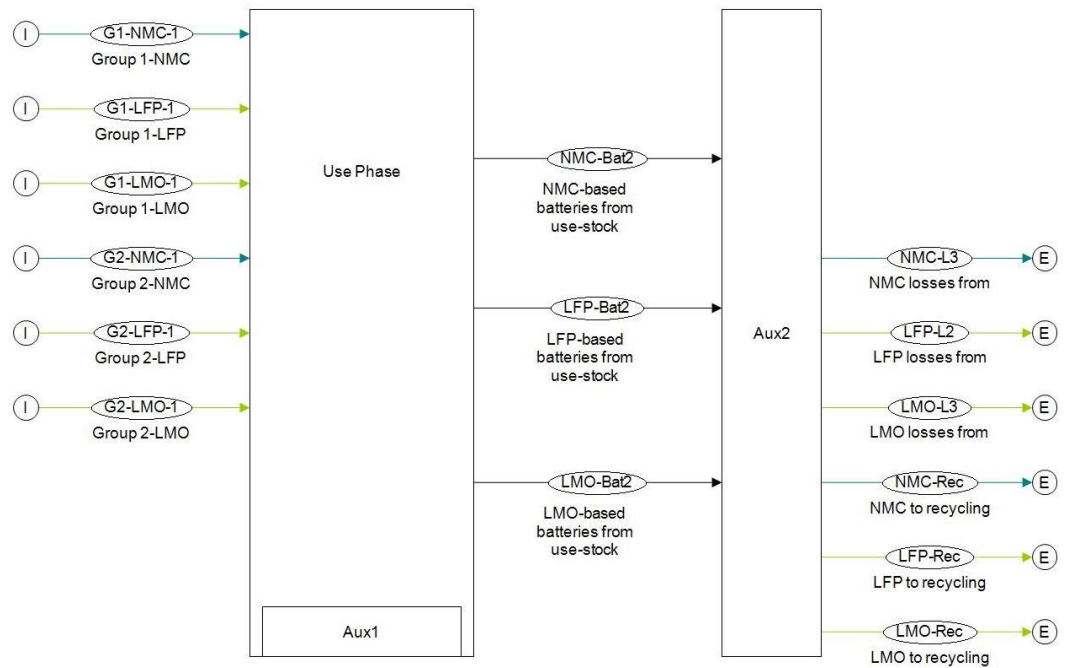 I
G1-NMC-1
Group 1-NMC
I
G1-LFP-1
Group 1-LFP
I
G1-LMO-1
Group 1-LMO
I
G2-NMC-1
Group 2-NMC
I
G2-LFP-1
Group 2-LFP
I
G2-LMO-1
Group 2-LMO
Use Phase
Aux1
NMC-Bat2
NMC-based
batteries from
use-stock
LFP-Bat2
LFP-based
batteries from
use-stock
LMO-Bat2
LMO-based
batteries from
use-stock
Aux2
NMC-L3
E
NMC losses from
LFP-L2
E
LFP losses from
LMO-L3
E
LMO losses from
NMC-Rec
E
NMC to recycling
LFP-Rec
E
LFP to recycling
LMO-Rec
E
LMO to recycling